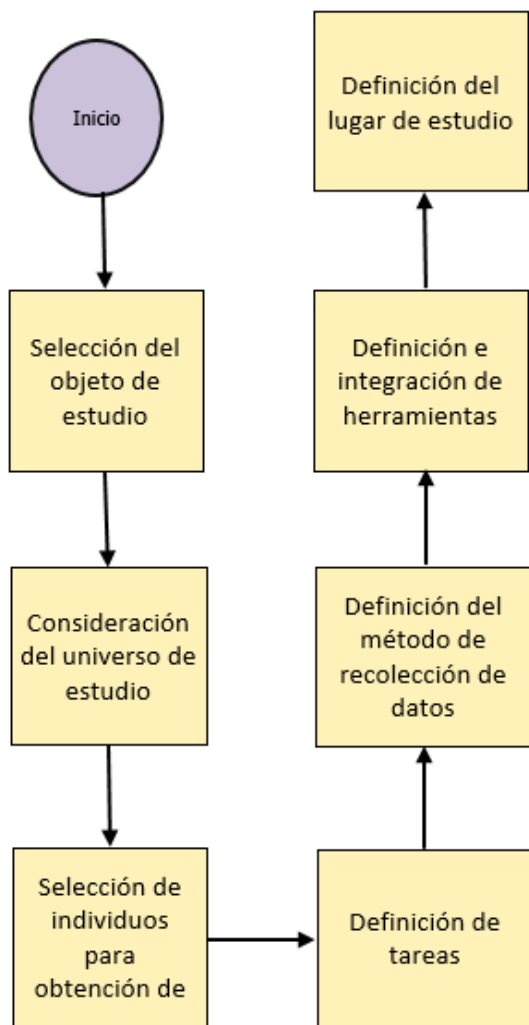 Inicio
Selección del
objeto de
estudio
Consideración
del universo de
estudio
Selección de
individuos
para
obtención de
Definición de
tareas
Definición del
método de
recolección de
datos
Definición e
integración de
herramientas
Definición del
lugar de estudio